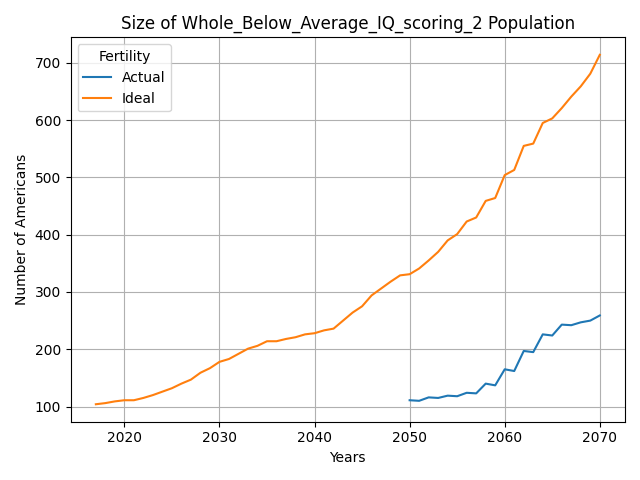 Size of Whole_Below_Average_IQ_scoring_2 Population
Fertility
Actual
Ideal
Number of Americans
700
600
500
400
300
200
100
2020 2030 2040 2050 2060 2070
Years